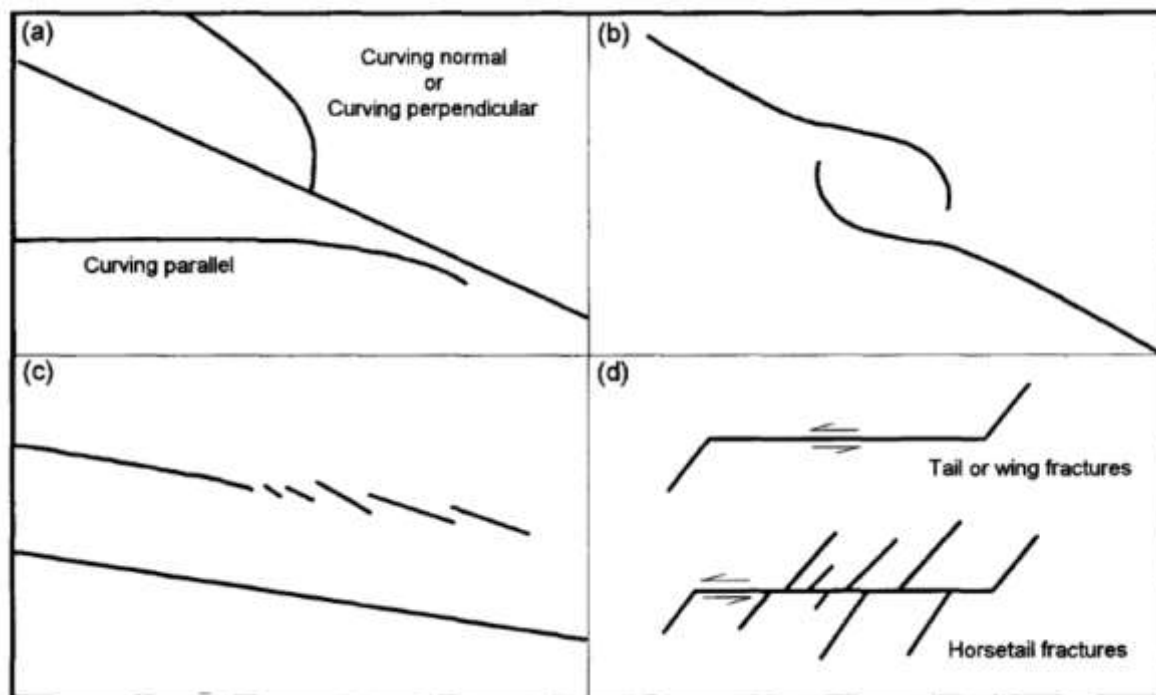 (a)
Curving normal
or
Curving perpendicular
Curving parallel
(b)
(c)
(d)
Tail or wing fractures
Horsetail fractures